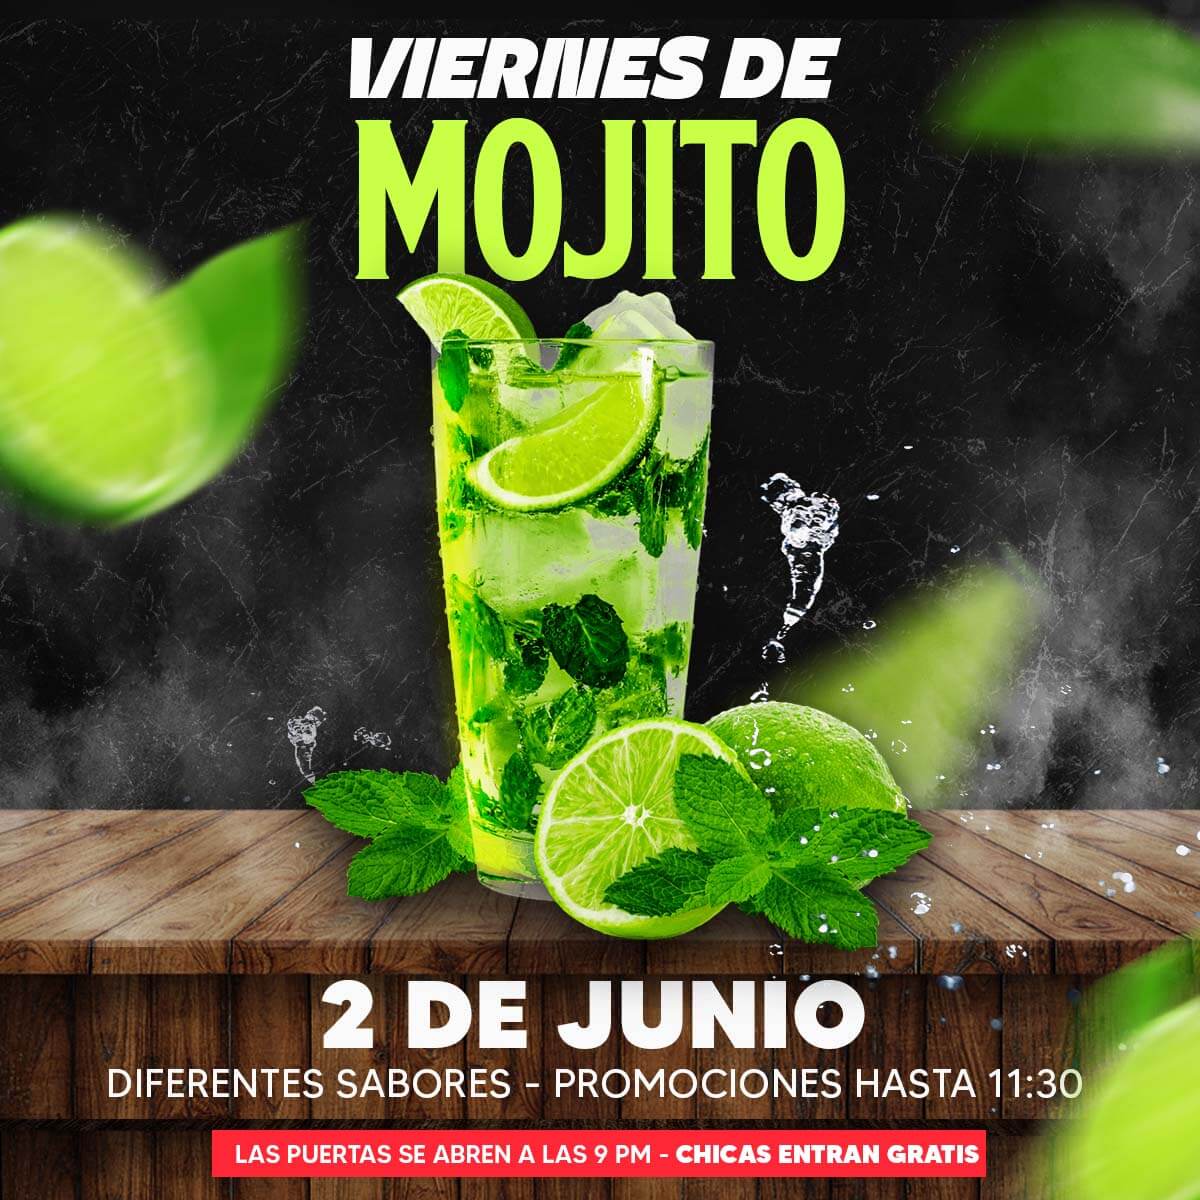 VIERNES DE
MOJITO
2 DE JUNIO
DIFERENTES SABORES - PROMOCIONES HASTA 11:30
LAS PUERTAS SE ABREN A LAS 9 PM - CHICAS ENTRAN GRATIS